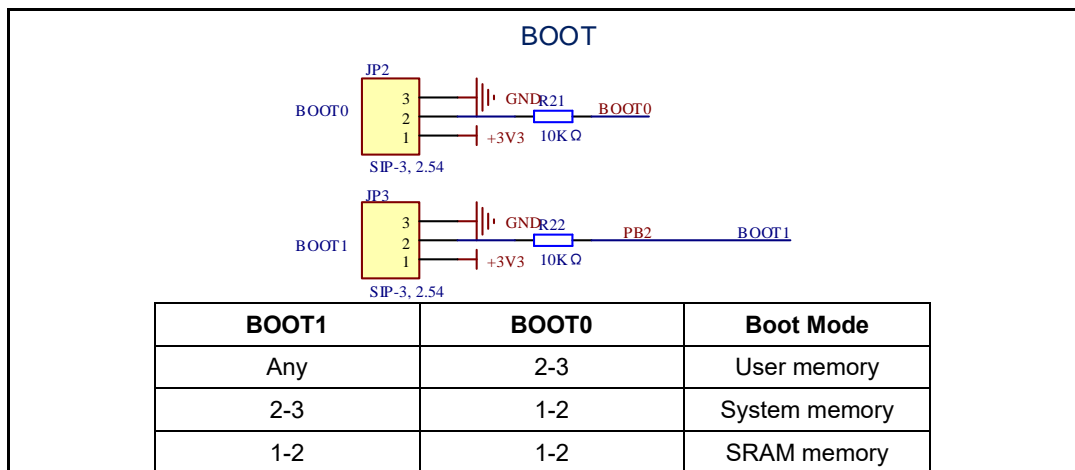 BOOT
JP2
BOOT0
3
GND
R21
BOOT0
2
1
+3V3
10KΩ
SIP-3, 2.54
JP3
BOOT1
3
GND
R22
PB2
BOOT1
2
1
+3V3
10KΩ
SIP-3, 2.54
BOOT1 BOOT0 Boot Mode
Any 2-3 User memory
2-3 1-2 System memory
1-2 1-2 SRAM memory